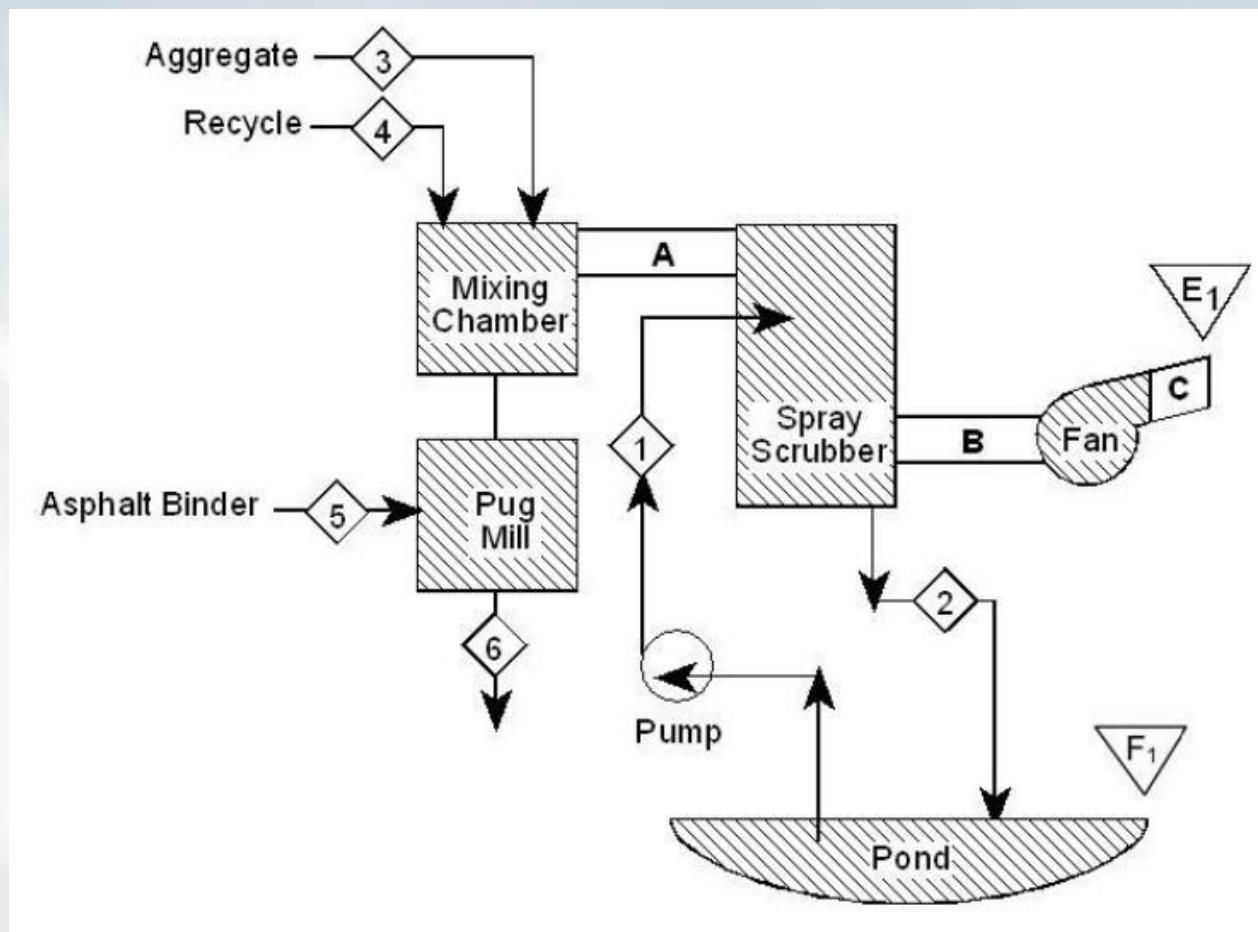 Aggregate
3
Recycle
4
Mixing
Chamber
A
E1
C
Spray
Scrubber
B
Fan
1
Asphalt Binder
5
Pug
Mill
2
6
Pump
F1
Pond